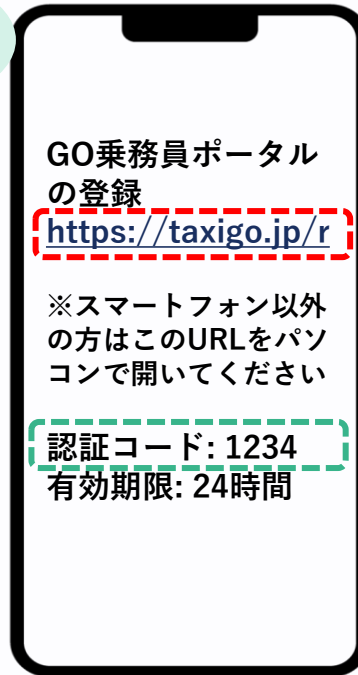 GO乗務員ポータル
の登録
https://taxigo.jp/r
※スマートフォン以外
の方はこのURLをパソ
コンで開いてください
認証コード: 1234
有効期限: 24時間